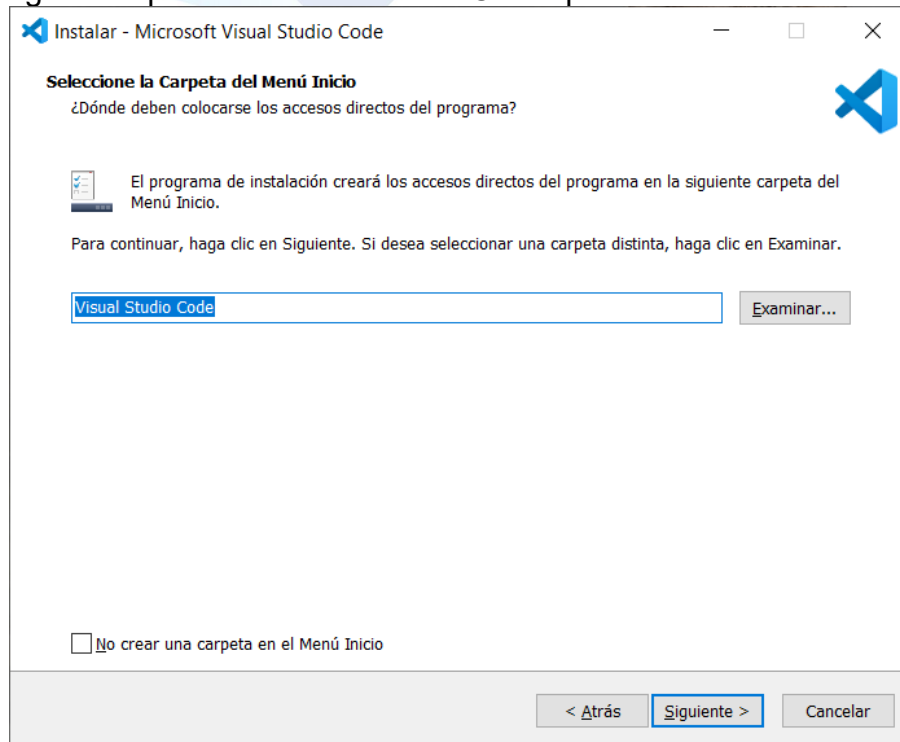 Instalar - Microsoft Visual Studio Code
Seleccione la Carpeta del Menú Inicio
¿Dónde deben colocarse los accesos directos del programa?
El programa de instalación creará los accesos directos del programa en la siguiente carpeta del
Menú Inicio.
Para continuar, haga clic en Siguiente. Si desea seleccionar una carpeta distinta, haga clic en Examinar.
Visual Studio Code
Examinar...
No crear una carpeta en el Menú Inicio
< Atrás
Siguiente >
Cancelar